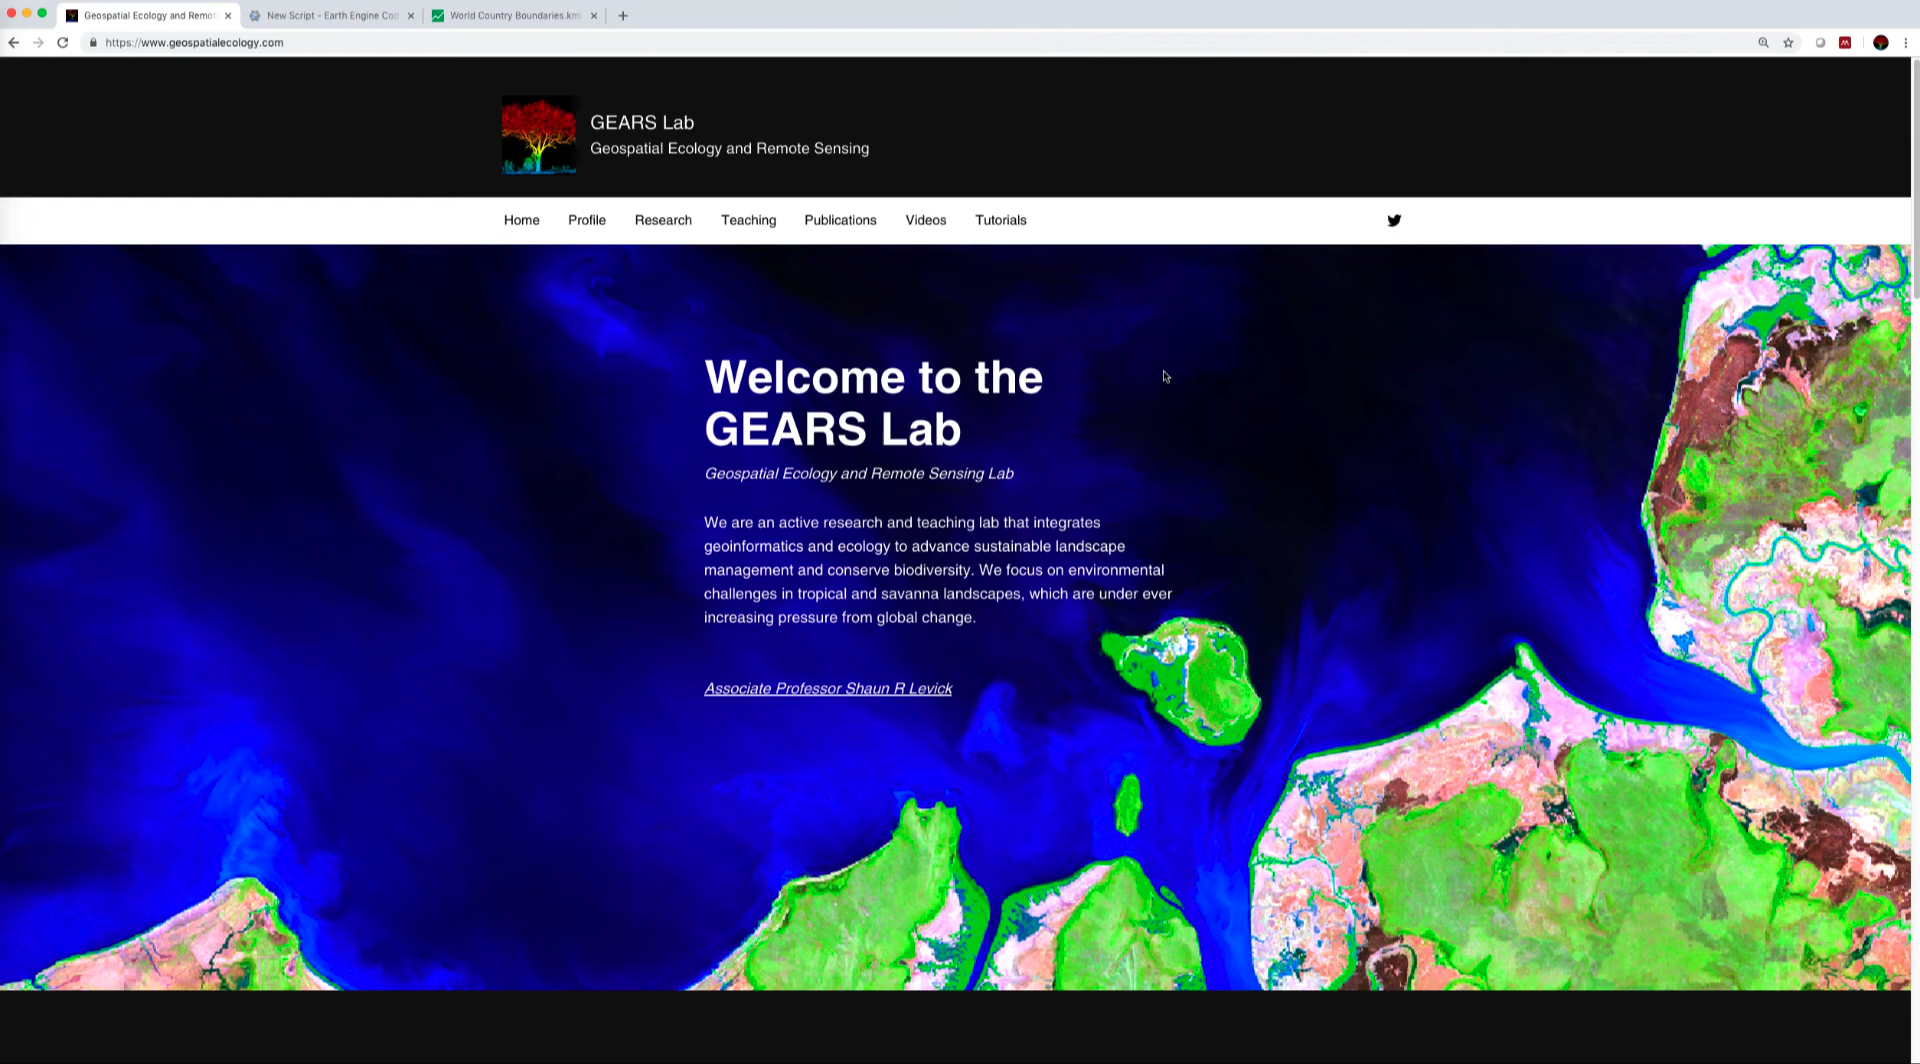 Geospatial Ecology and Remot
New Script - Earth Engine Coo
World Country Boundaries.kml
https://www.geospatialecology.com
GEARS Lab
Geospatial Ecology and Remote Sensing
Home Profile Research Teaching Publications Videos Tutorials
Welcome to the
GEARS Lab
Geospatial Ecology and Remote Sensing Lab
We are an active research and teaching lab that integrates
geoinformatics and ecology to advance sustainable landscape
management and conserve biodiversity. We focus on environmental
challenges in tropical and savanna landscapes, which are under ever
increasing pressure from global change.
Associate Professor Shaun R Levick